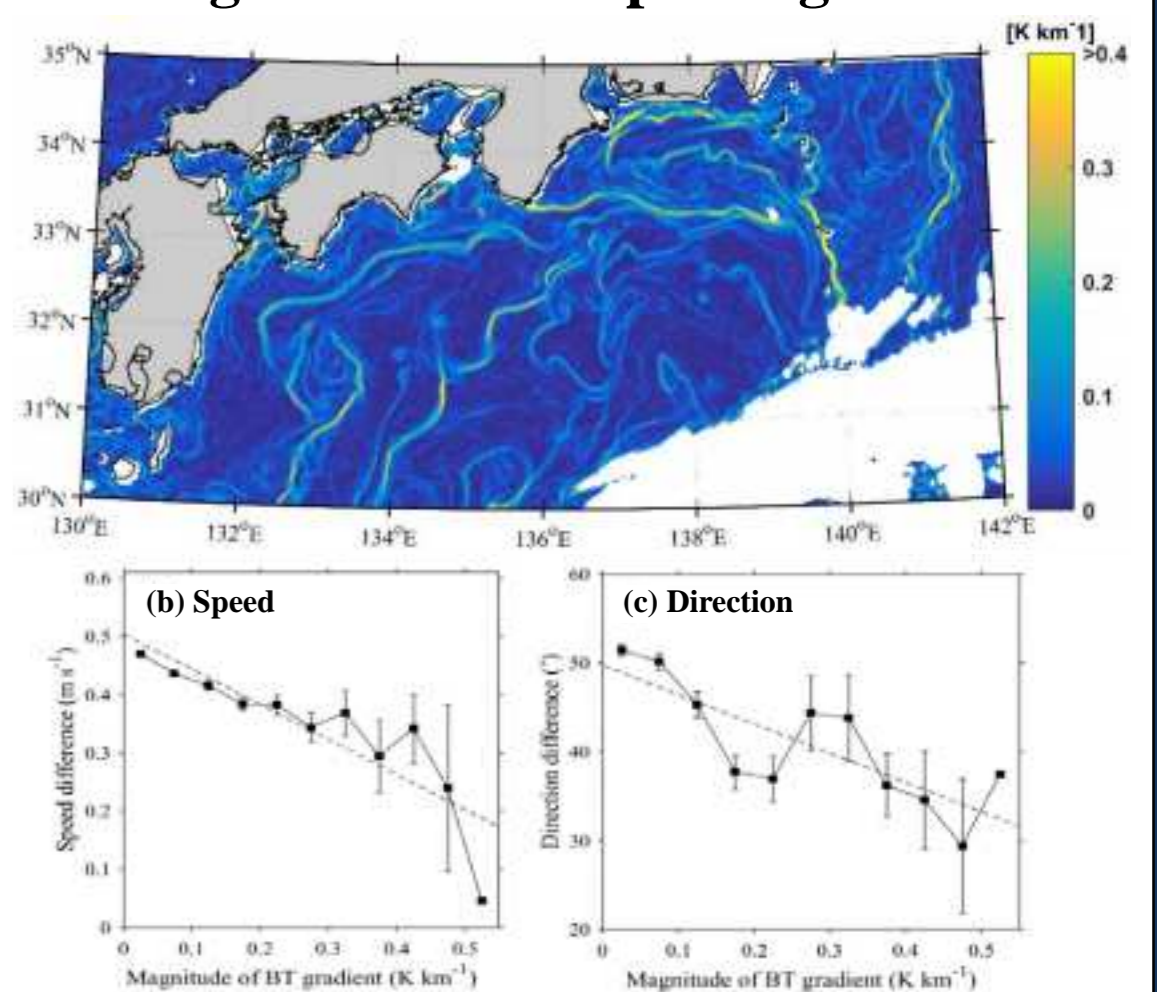 [K km-1]
35°N
34°N
33°N
32°N
31°N
30°N
130°E
132°E
134°E
136°E
138°E
140°E
142°E
>0.4
0.3
0.2
0.1
0
(b) Speed
Speed difference (m s-1)
0.6
0.5
0.4
0.3
0.2
0.1
0
0 0.1 0.2 0.3 0.4 0.5
Magnitude of BT gradient (K km-1)
(c) Direction
Direction difference (°)
60
50
40
30
20
0 0.1 0.2 0.3 0.4 0.5
Magnitude of BT gradient (K km-1)